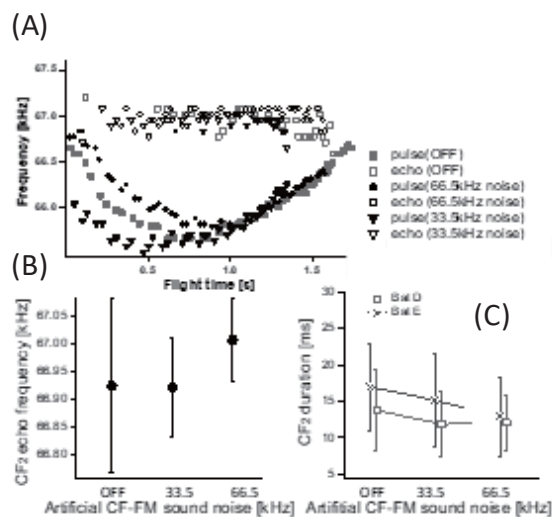 (A)
67.5
67.0
66.5
66.0
Frequency [kHz]
0.5 1.0 1.5
Flight time [s]
pulse(OFF)
echo (OFF)
pulse(66.5kHz noise)
echo (66.5kHz noise)
pulse(33.5kHz noise)
echo (33.5kHz noise)
(B)
67.05
67.00
66.95
66.90
66.85
66.80
CF2 echo frequency [kHz]
OFF 33.5 66.5
Artificial CF-FM sound noise [kHz]
(C)
Bat D
Bat E
30
25
20
15
10
5
CF2 duration [ms]
OFF 33.5 66.5
Artifitial CF-FM sound noise [kHz]